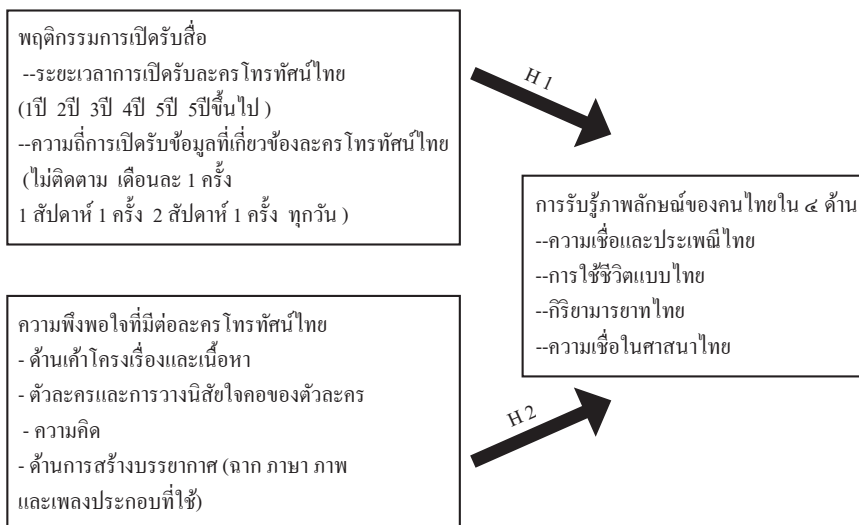 พฤติกรรมการเปิดรับสื่อ
--ระยะเวลาการเปิดรับละครโทรทัศน์ไทย
(1ปี 2ปี 3ปี 4ปี 5ปี 5ปีขึ้นไป )
--ความถี่การเปิดรับข้อมูลที่เกี่ยวข้องละครโทรทัศน์ไทย
(ไม่ติดตาม เดือนละ 1 ครั้ง
1 สัปดาห์ 1 ครั้ง 2 สัปดาห์ 1 ครั้ง ทุกวัน )
H 1
การรับรู้ภาพลักษณ์ของคนไทยใน ๔ ด้าน
--ความเชื่อและประเพณีไทย
--การใช้ชีวิตแบบไทย
--กิริยามารยาทไทย
--ความเชื่อในศาสนาไทย
ความพึงพอใจที่มีต่อละครโทรทัศน์ไทย
- ด้านเค้าโครงเรื่องและเนื้อหา
- ตัวละครและการวางนิสัยใจคอของตัวละคร
- ความคิด
- ด้านการสร้างบรรยากาศ (ฉาก ภาษา ภาพ
และเพลงประกอบที่ใช้)
H 2